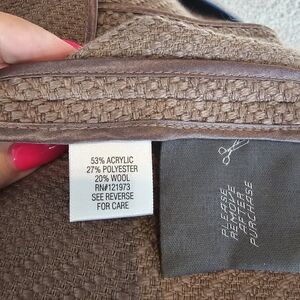 53% ACRYLIC
27% POLYESTER
20% WOOL
RN#121973
SEE REVERSE
FOR CARE
PLEASE
REMOVE
AFTER
PURCHASE